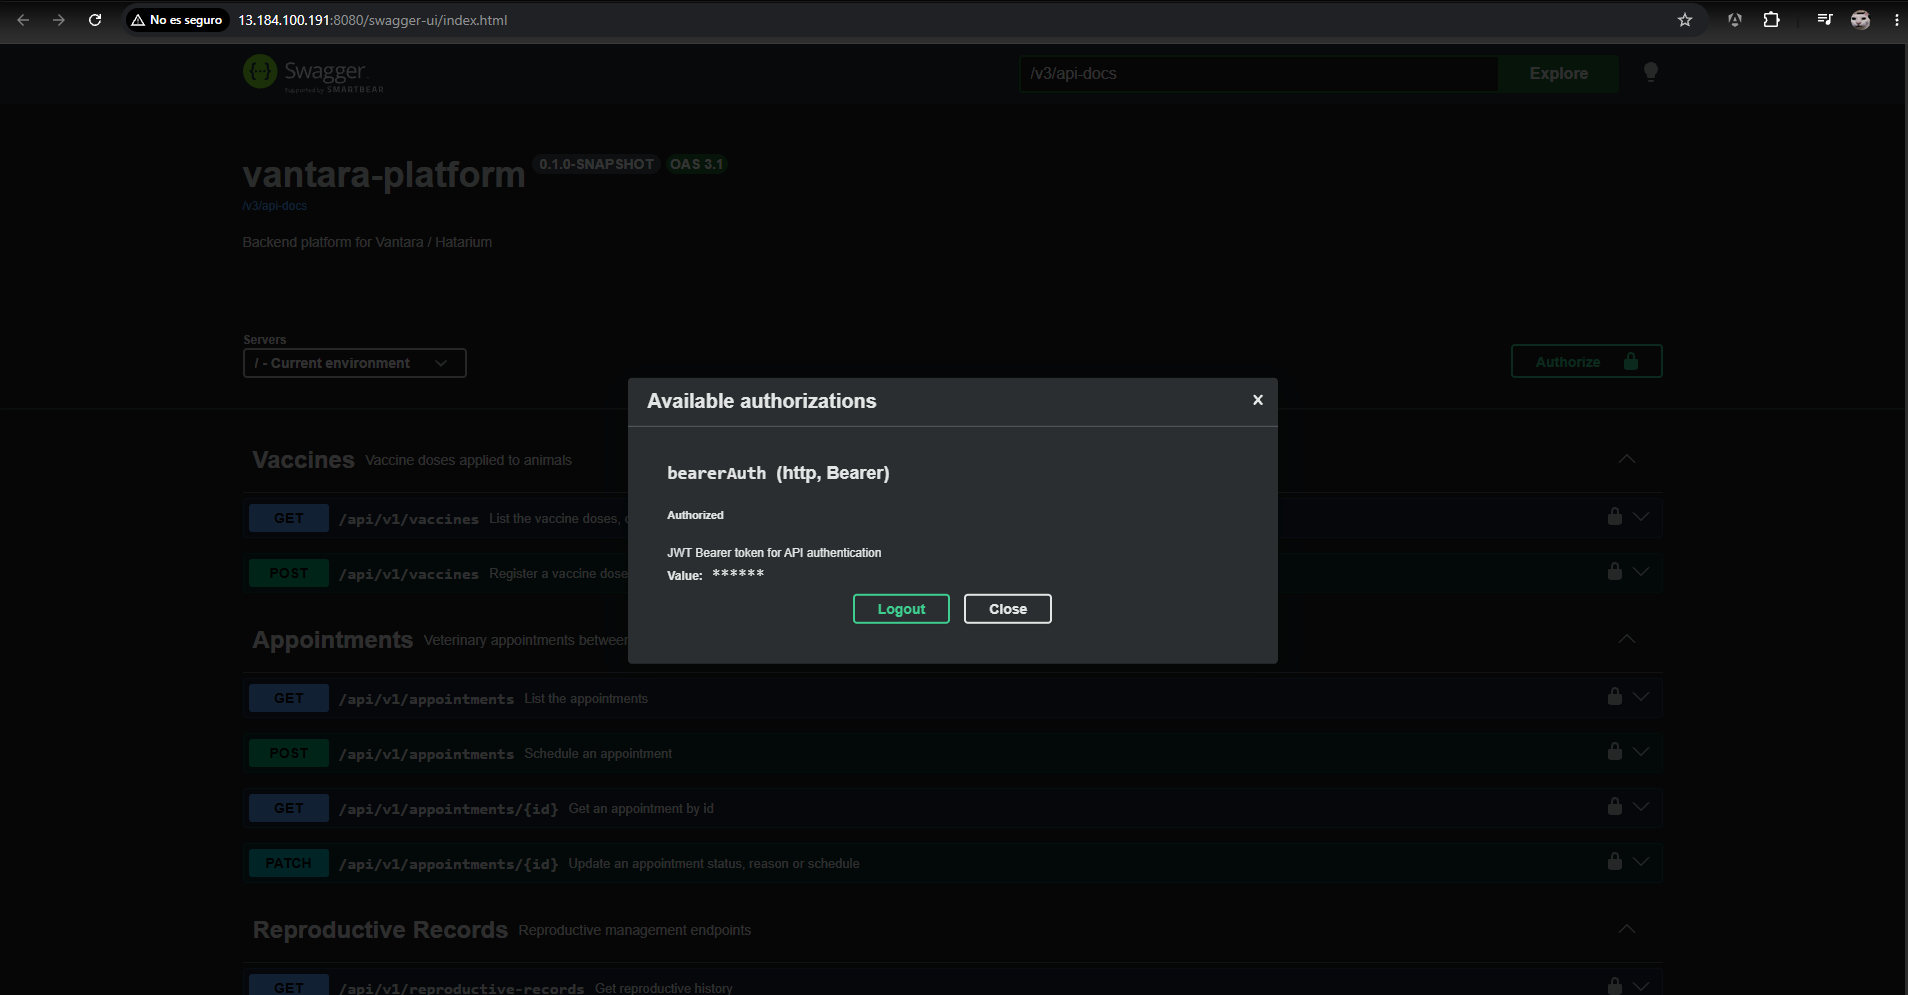 No es seguro 13.184.100.191:8080/swagger-ui/index.html
Swagger.
Supported by SMARTBEAR
/v3/api-docs
Explore
vantara-platform 0.1.0-SNAPSHOT OAS 3.1
/v3/api-docs
Backend platform for Vantara / Hatarium
Servers
/ - Current environment
Authorize
Available authorizations
x
bearerAuth (http, Bearer)
Authorized
JWT Bearer token for API authentication
Value: ******
Logout Close
Vaccines Vaccine doses applied to animals
GET /api/v1/vaccines List the vaccine doses,
POST /api/v1/vaccines Register a vaccine dose
Appointments Veterinary appointments between
GET /api/v1/appointments List the appointments
POST /api/v1/appointments Schedule an appointment
GET /api/v1/appointments/{id} Get an appointment by id
PATCH /api/v1/appointments/{id} Update an appointment status, reason or schedule
Reproductive Records Reproductive management endpoints
GET /api/v1/reproductive-records Get reproductive history